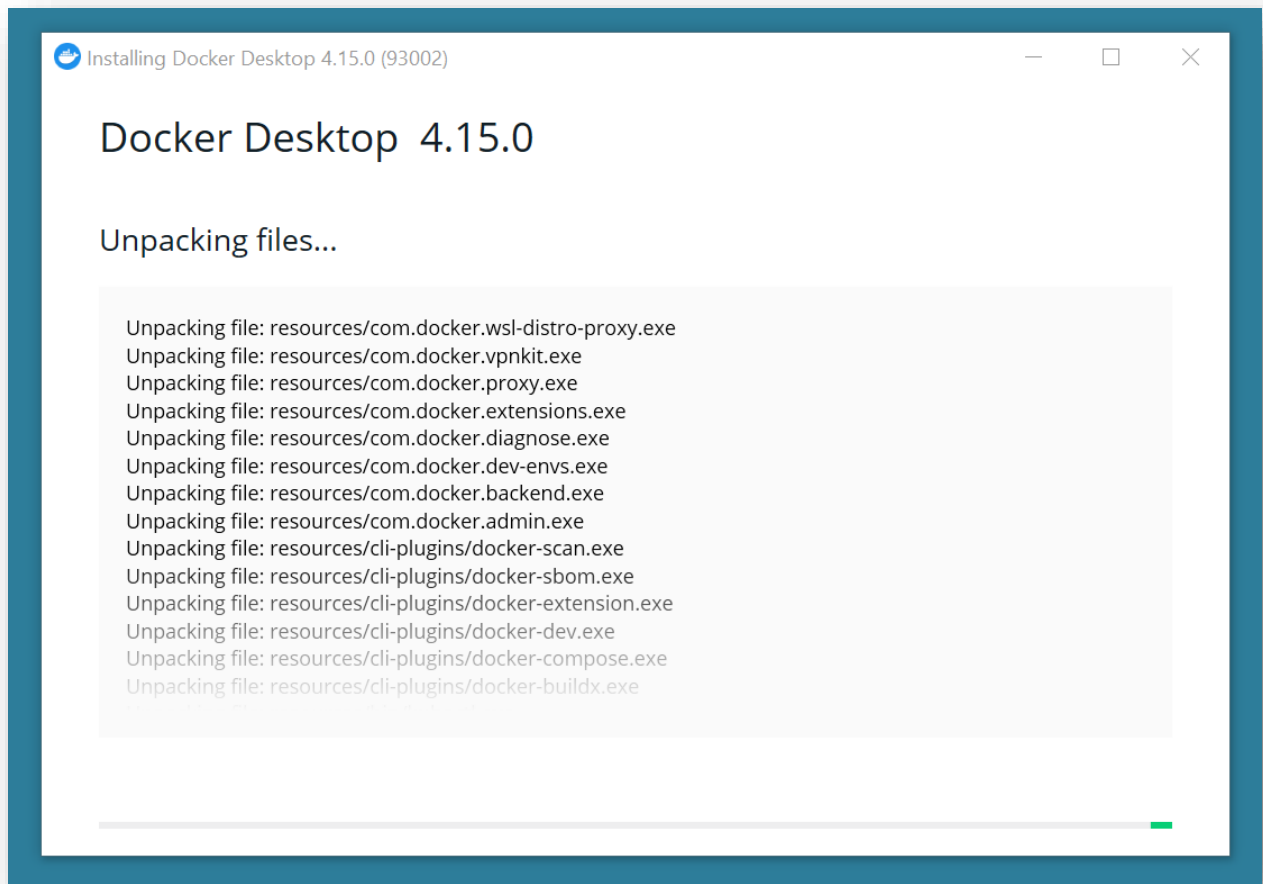 Installing Docker Desktop 4.15.0 (93002)
Docker Desktop 4.15.0
Unpacking files...
Unpacking file: resources/com.docker.wsl-distro-proxy.exe
Unpacking file: resources/com.docker.vpnkit.exe
Unpacking file: resources/com.docker.proxy.exe
Unpacking file: resources/com.docker.extensions.exe
Unpacking file: resources/com.docker.diagnose.exe
Unpacking file: resources/com.docker.dev-envs.exe
Unpacking file: resources/com.docker.backend.exe
Unpacking file: resources/com.docker.admin.exe
Unpacking file: resources/cli-plugins/docker-scan.exe
Unpacking file: resources/cli-plugins/docker-sbom.exe
Unpacking file: resources/cli-plugins/docker-extension.exe
Unpacking file: resources/cli-plugins/docker-dev.exe
Unpacking file: resources/cli-plugins/docker-compose.exe
Unpacking file: resources/cli-plugins/docker-buildx.exe